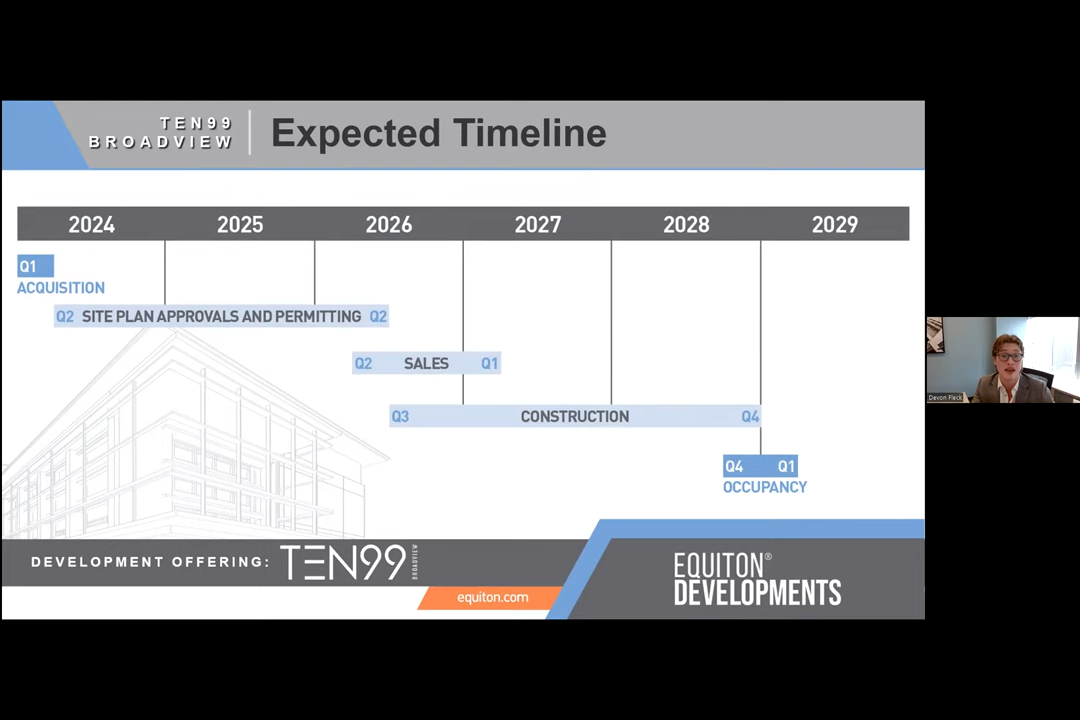 TEN99
BROADVIEW
Expected Timeline
2024 2025 2026 2027 2028 2029
Q1
ACQUISITION
Q2 SITE PLAN APPROVALS AND PERMITTING Q2
Q2 SALES Q1
Q3 CONSTRUCTION Q4
Q4 Q1
OCCUPANCY
Devon Fleck
DEVELOPMENT OFFERING: TEN99 BROADVIEW
EQUITON®
DEVELOPMENTS
equiton.com